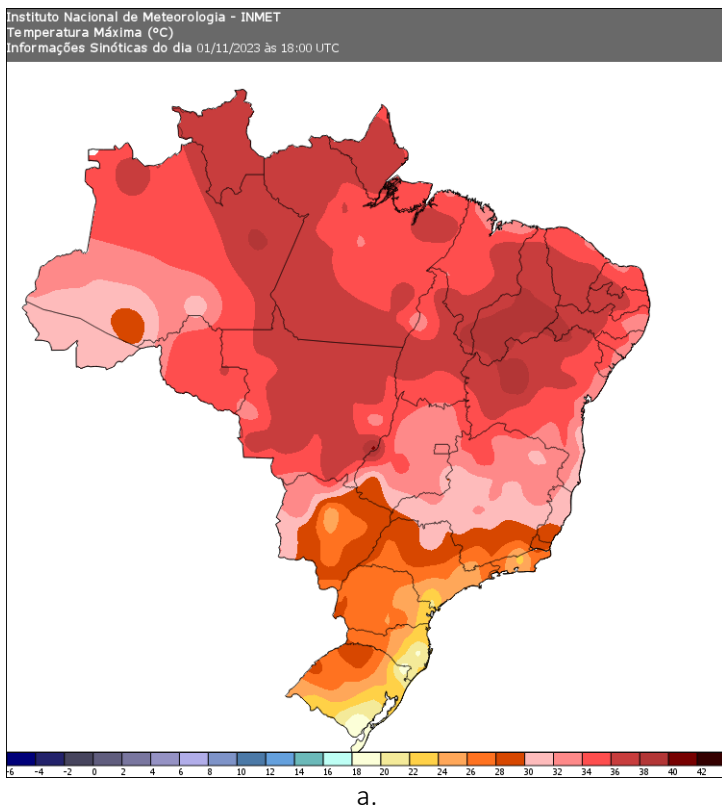 Instituto Nacional de Meteorologia - INMET
Temperatura Máxima (ºC)
Informações Sinóticas do dia 01/11/2023 às 18:00 UTC
-6 -4 -2 0 2 4 6 8 10 12 14 16 18 20 22 24 26 28 30 32 34 36 38 40 42
a.